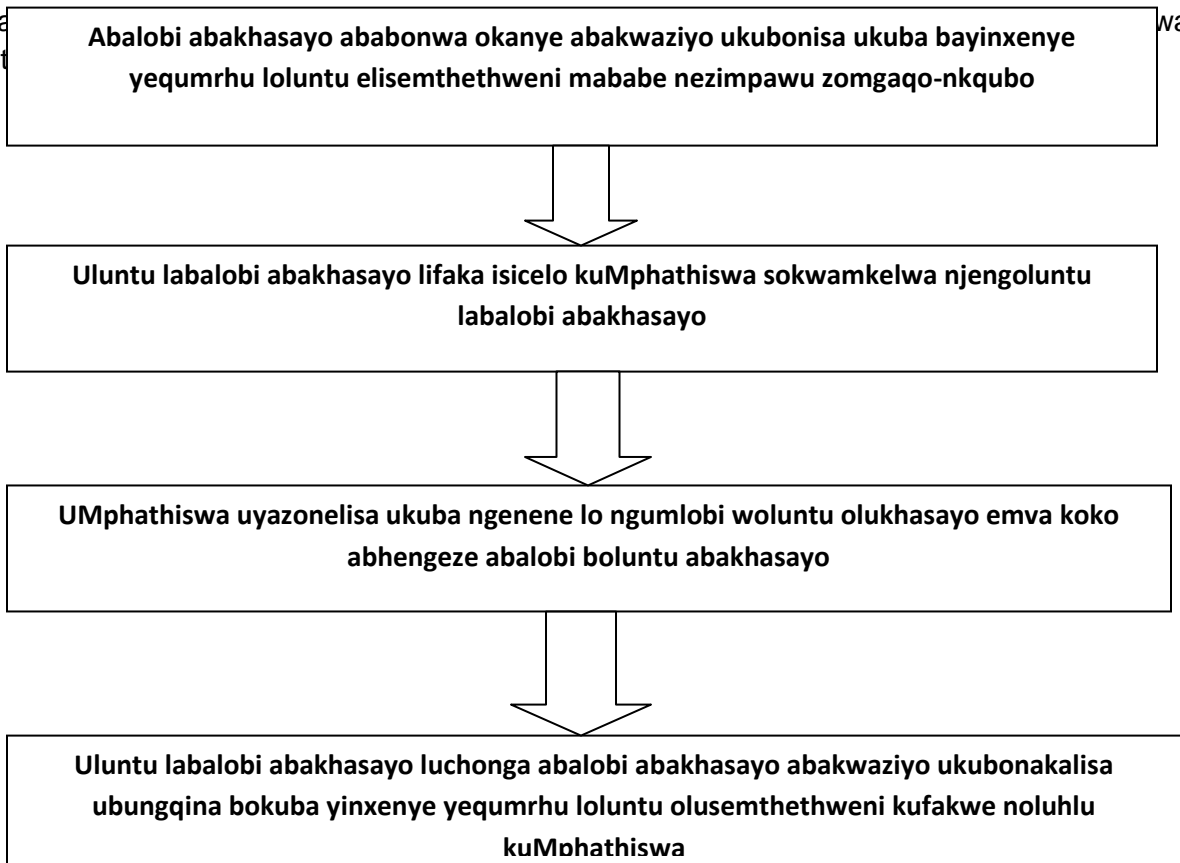 Abalobi abakhasayo ababonwa okanye abakwaziyo ukubonisa ukuba bayinxenye
yequmrhu loluntu elisemthethweni mababe nezimpawu zomgaqo-nkqubo
Uluntu labalobi abakhasayo lifaka isicelo kuMphathiswa sokwamkelwa njengoluntu
labalobi abakhasayo
UMphathiswa uyazonelisa ukuba ngenene lo ngumlobi woluntu olukhasayo emva koko
abhengeze abalobi boluntu abakhasayo
Uluntu labalobi abakhasayo luchonga abalobi abakhasayo abakwaziyo ukubonakalisa
ubungqina bokuba yinxenye yequmrhu loluntu olusemthethweni kufakwe noluhlu
kuMphathiswa